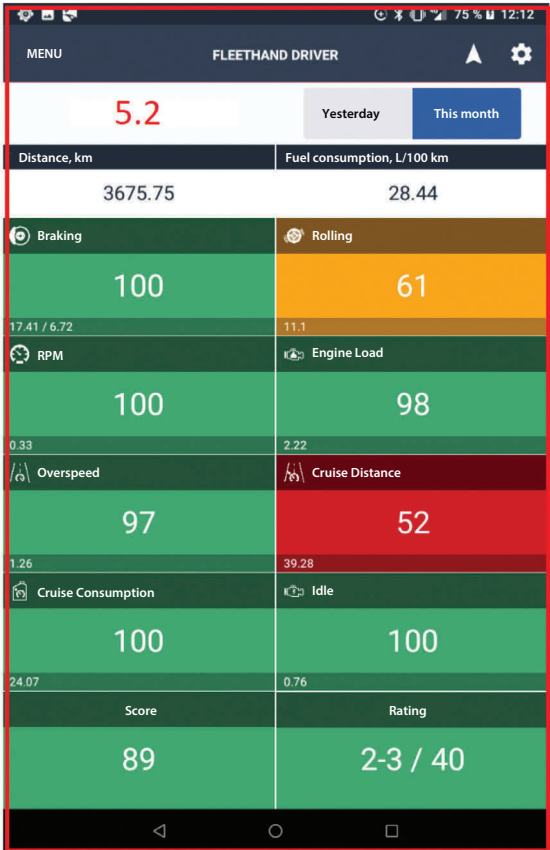 75 % 12:12
MENU FLEETHAND DRIVER
5.2 Yesterday This month
Distance, km Fuel consumption, L/100 km
3675.75 28.44
Braking Rolling
100 61
17.41 / 6.72 11.1
RPM Engine Load
100 98
0.33 2.22
Overspeed Cruise Distance
97 52
1.26 39.28
Cruise Consumption Idle
100 100
24.07 0.76
Score Rating
89 2-3 / 40